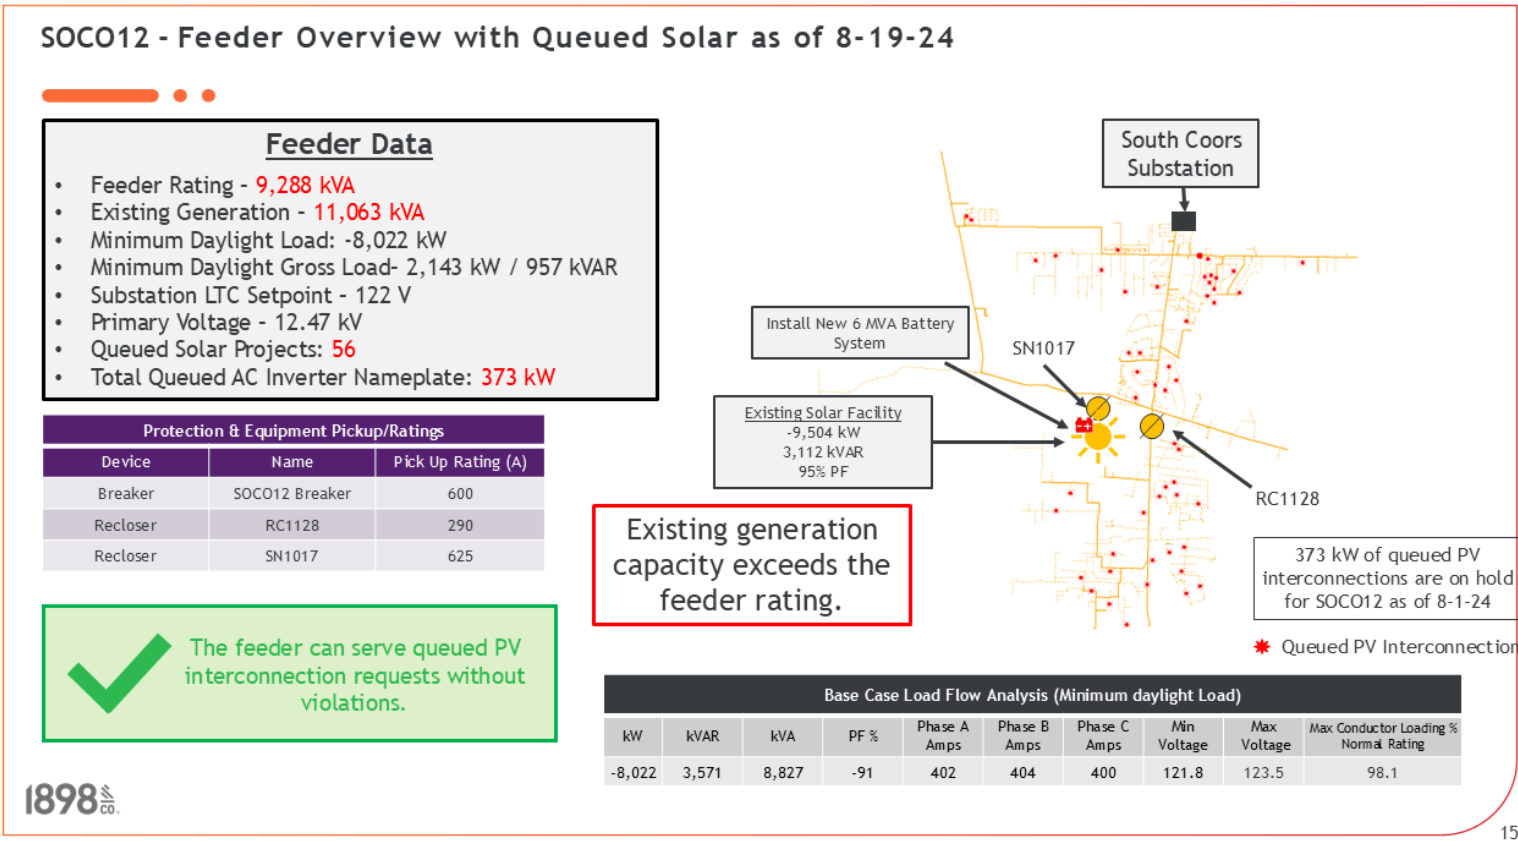 SOCO12 - Feeder Overview with Queued Solar as of 8-19-24
Feeder Data
• Feeder Rating – 9,288 kVA
• Existing Generation – 11,063 kVA
• Minimum Daylight Load: -8,022 kW
• Minimum Daylight Gross Load- 2,143 kW / 957 kVAR
• Substation LTC Setpoint – 122 V
• Primary Voltage – 12.47 kV
• Queued Solar Projects: 56
• Total Queued AC Inverter Nameplate: 373 kW
Protection & Equipment Pickup/Ratings
Device Name Pick Up Rating (A)
Breaker SOCO12 Breaker 600
Recloser RC1128 290
Recloser SN1017 625
The feeder can serve queued PV
interconnection requests without
violations.
South Coors
Substation
Install New 6 MVA Battery
System
SN1017
Existing Solar Facility
-9,504 kW
3,112 kVAR
95% PF
RC1128
Existing generation
capacity exceeds the
feeder rating.
373 kW of queued PV
interconnections are on hold
for SOCO12 as of 8-1-24
Queued PV Interconnection
Base Case Load Flow Analysis (Minimum daylight Load)
kW kVAR kVA PF % Phase A Amps Phase B Amps Phase C Amps Min Voltage Max Voltage Max Conductor Loading % Normal Rating
-8,022 3,571 8,827 -91 402 404 400 121.8 123.5 98.1
1898 & CO.
15